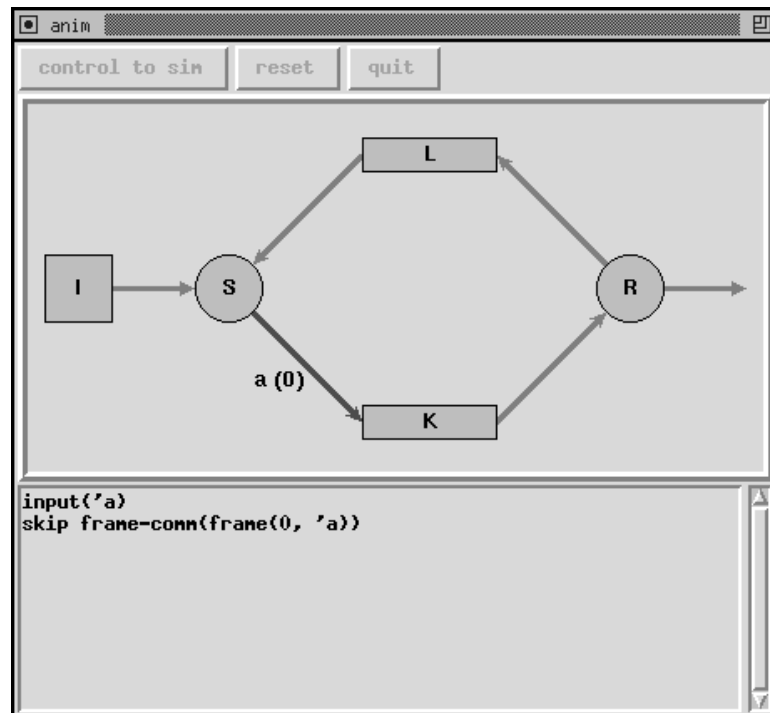 anim
control to sim reset quit
L
I S R
a (0)
K
input('a)
skip frame-comm(frame(0, 'a))